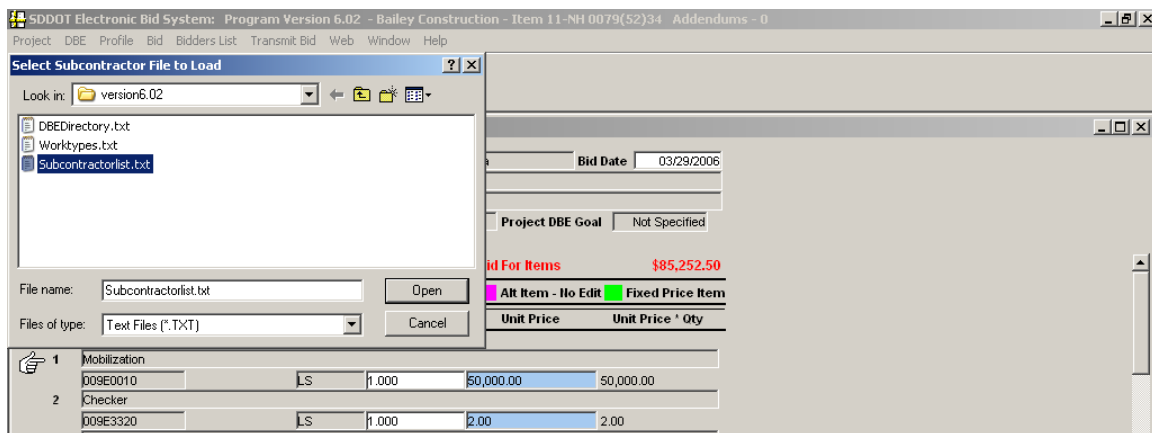 SDDOT Electronic Bid System: Program Version 6.02 - Bailey Construction - Item 11-NH 0079(52)34 Addendums - 0
Project DBE Profile Bid Bidders List Transmit Bid Web Window Help
Select Subcontractor File to Load
Look in: version6.02
DBEDirectory.txt
Worktypes.txt
Subcontractorlist.txt
File name: Subcontractorlist.txt Open
Files of type: Text Files (*.TXT) Cancel
Bid Date 03/29/2006
Project DBE Goal Not Specified
id For Items $85,252.50
Alt Item - No Edit Fixed Price Item
Unit Price Unit Price * Qty
1 Mobilization
009E0010 LS 1.000 50,000.00 50,000.00
2 Checker
009E3320 LS 1.000 2.00 2.00